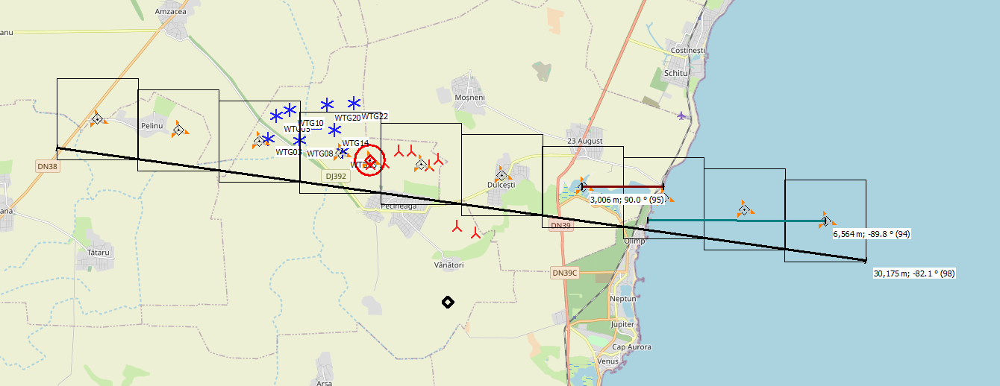 Amzacea
anu
Costinești
Schitu
Moșneni
WTG20
WTG22
WTG10
Pelinu
WTG05
23 August
WTG14
WTG03
WTG08
DN38
DJ392
Dulcești
3,006 m; 90.0 ° (95)
Pecineaga
ana
DN39
6,564 m; -89.8 ° (94)
Olimp
Tătaru
Vânători
DN39C
30,175 m; -82.1 ° (98)
Neptun
Jupiter
Cap Aurora
Venus
Arsa